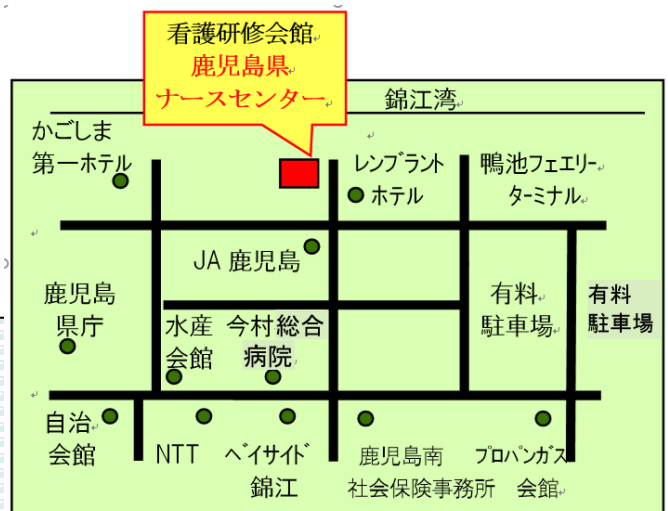 看護研修会館
鹿児島県
ナースセンター
錦江湾
かごしま
第一ホテル
レンブラント
ホテル
鴨池フェエリー
ターミナル
JA 鹿児島
鹿児島
県庁
水産
会館
今村総合
病院
有料
駐車場
有料
駐車場
自治
会館
NTT
ベイサイド
錦江
鹿児島南
社会保険事務所
プロパンガス
会館